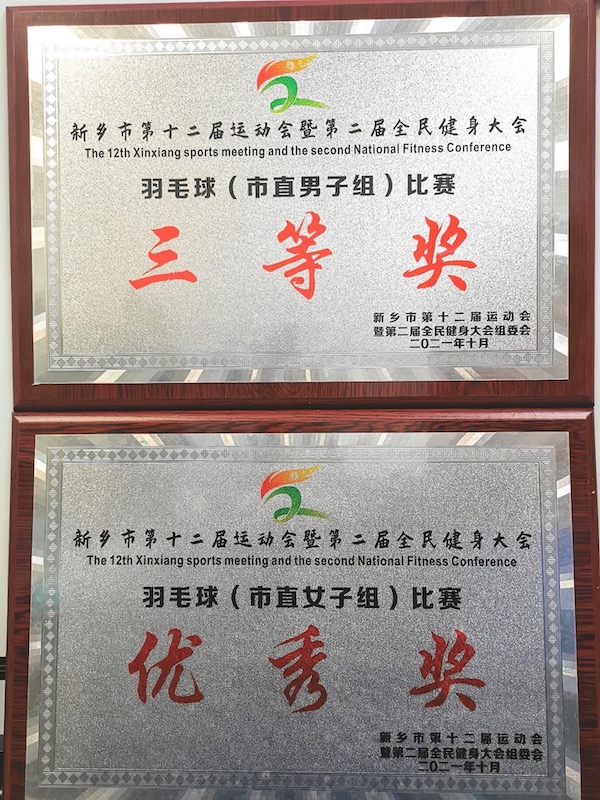 新乡市第十二届运动会暨第二届全民健身大会
The 12th Xinxiang sports meeting and the second National Fitness Conference
羽毛球（市直男子组）比赛
三等奖
新乡市第十二届运动会
暨第二届全民健身大会组委会
二〇二一年十月
新乡市第十二届运动会暨第二届全民健身大会
The 12th Xinxiang sports meeting and the second National Fitness Conference
羽毛球（市直女子组）比赛
优秀奖
新乡市第十二届运动会
暨第二届全民健身大会组委会
二〇二一年十月